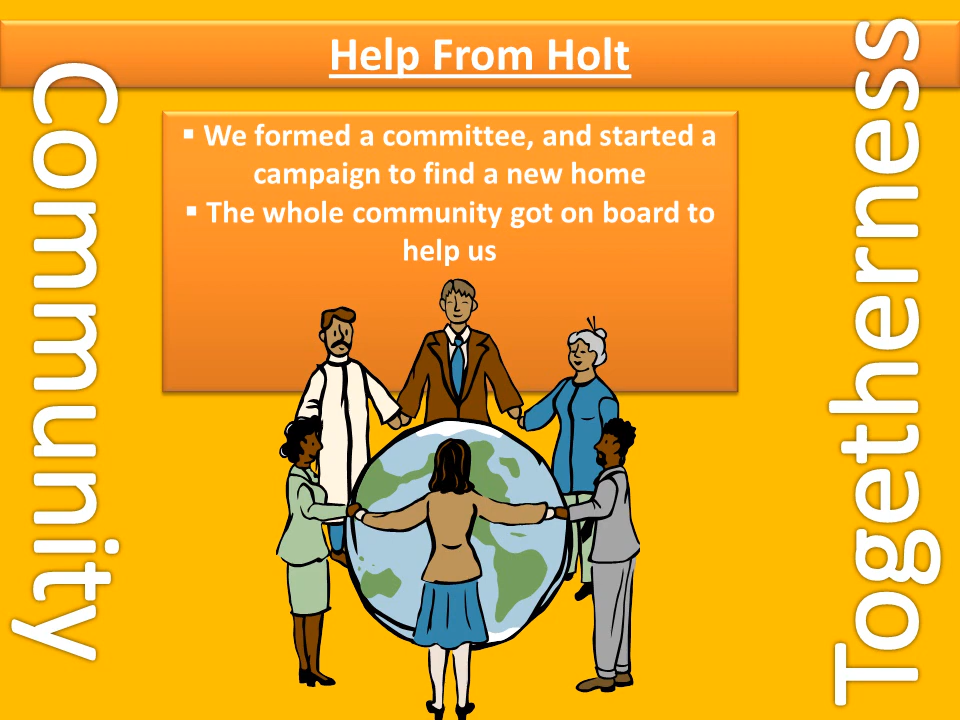 Help From Holt
Community
▪ We formed a committee, and started a
campaign to find a new home
▪ The whole community got on board to
help us
Togetherness